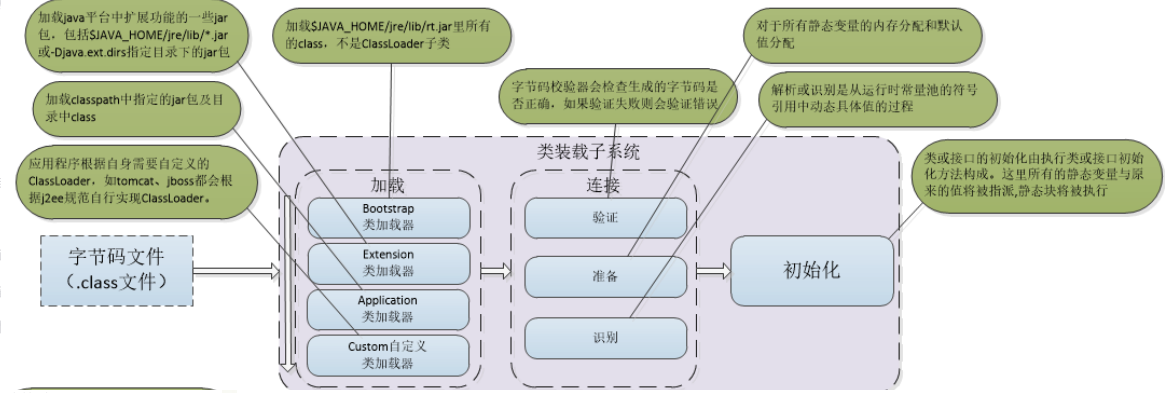 加载java平台中扩展功能的一些jar
包，包括$JAVA_HOME/jre/lib/*.jar
或-Djava.ext.dirs指定目录下的jar包
加载$JAVA_HOME/jre/lib/rt.jar里所有
的class，不是ClassLoader子类
对于所有静态变量的内存分配和默认
值分配
加载classpath中指定的jar包及目
录中class
字节码校验器会检查生成的字节码是
否正确，如果验证失败则会验证错误
解析或识别是从运行时常量池的符号
引用中动态具体值的过程
应用程序根据自身需要自定义的
ClassLoader，如tomcat、jboss都会根
据j2ee规范自行实现ClassLoader。
类或接口的初始化由执行类或接口初始
化方法构成。这里所有的静态变量与原
来的值将被指派,静态块将被执行
类装载子系统
加载
连接
字节码文件
（.class文件）
Bootstrap
类加载器
Extension
类加载器
Application
类加载器
Custom自定义
类加载器
验证
准备
识别
初始化